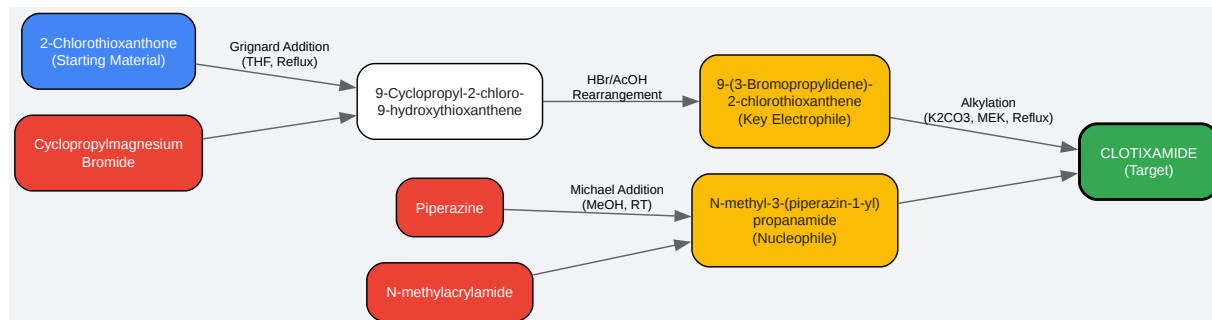 2-Chlorothioxanthone
(Starting Material)
Grignard Addition
(THF, Reflux)
Cyclopropylmagnesium
Bromide
9-Cyclopropyl-2-chloro-
9-hydroxythioxanthene
HBr/AcOH
Rearrangement
9-(3-Bromopropylidene)-
2-chlorothioxanthene
(Key Electrophile)
Alkylation
(K2CO3, MEK, Reflux)
CLOTIXAMIDE
(Target)
Piperazine
Michael Addition
(MeOH, RT)
N-methyl-3-(piperazin-1-yl)
propanamide
(Nucleophile)
N-methylacrylamide